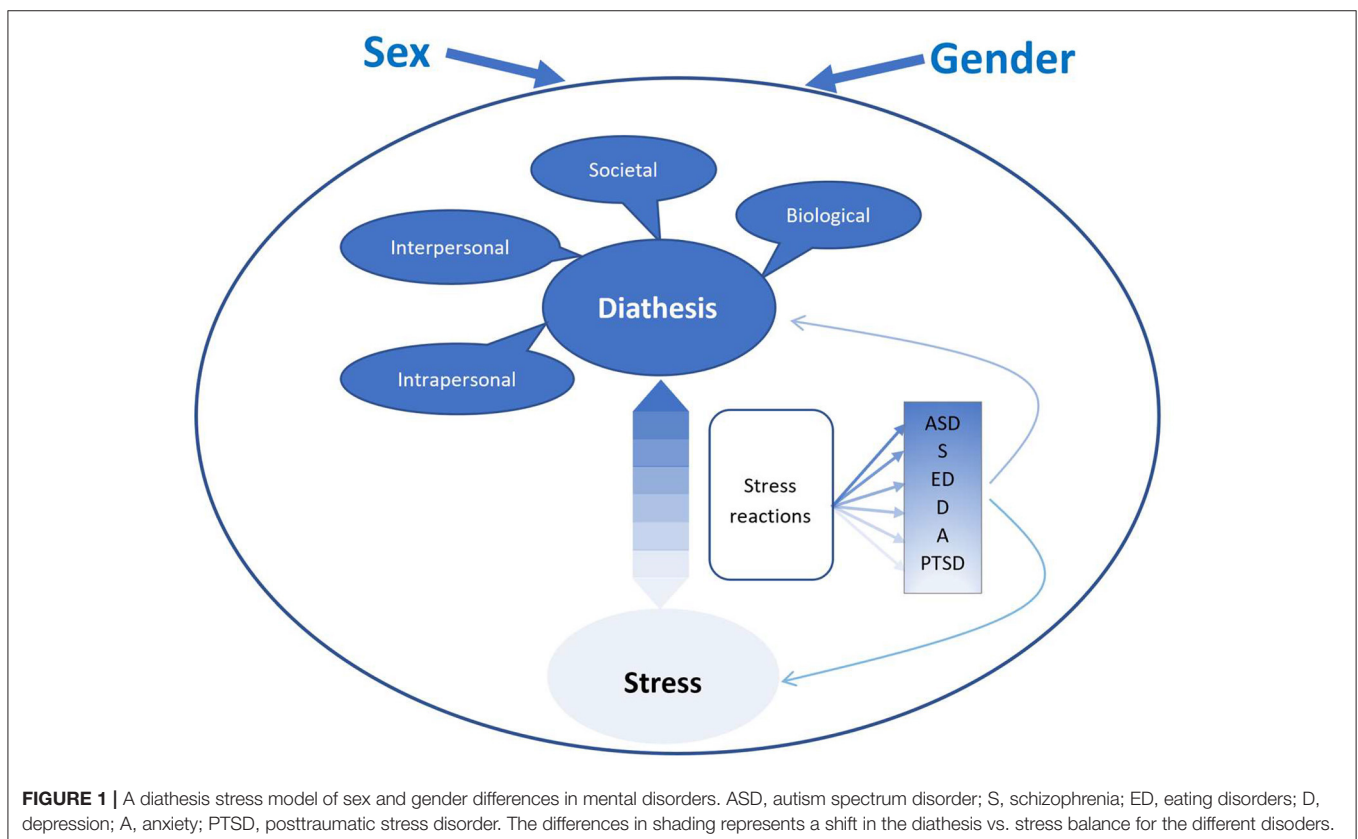 Sex
Gender
Societal
Biological
Interpersonal
Diathesis
Intrapersonal
Stress
reactions
ASD
S
ED
D
A
PTSD
Stress
FIGURE 1 | A diathesis stress model of sex and gender differences in mental disorders. ASD, autism spectrum disorder; S, schizophrenia; ED, eating disorders; D,
depression; A, anxiety; PTSD, posttraumatic stress disorder. The differences in shading represents a shift in the diathesis vs. stress balance for the different disoders.